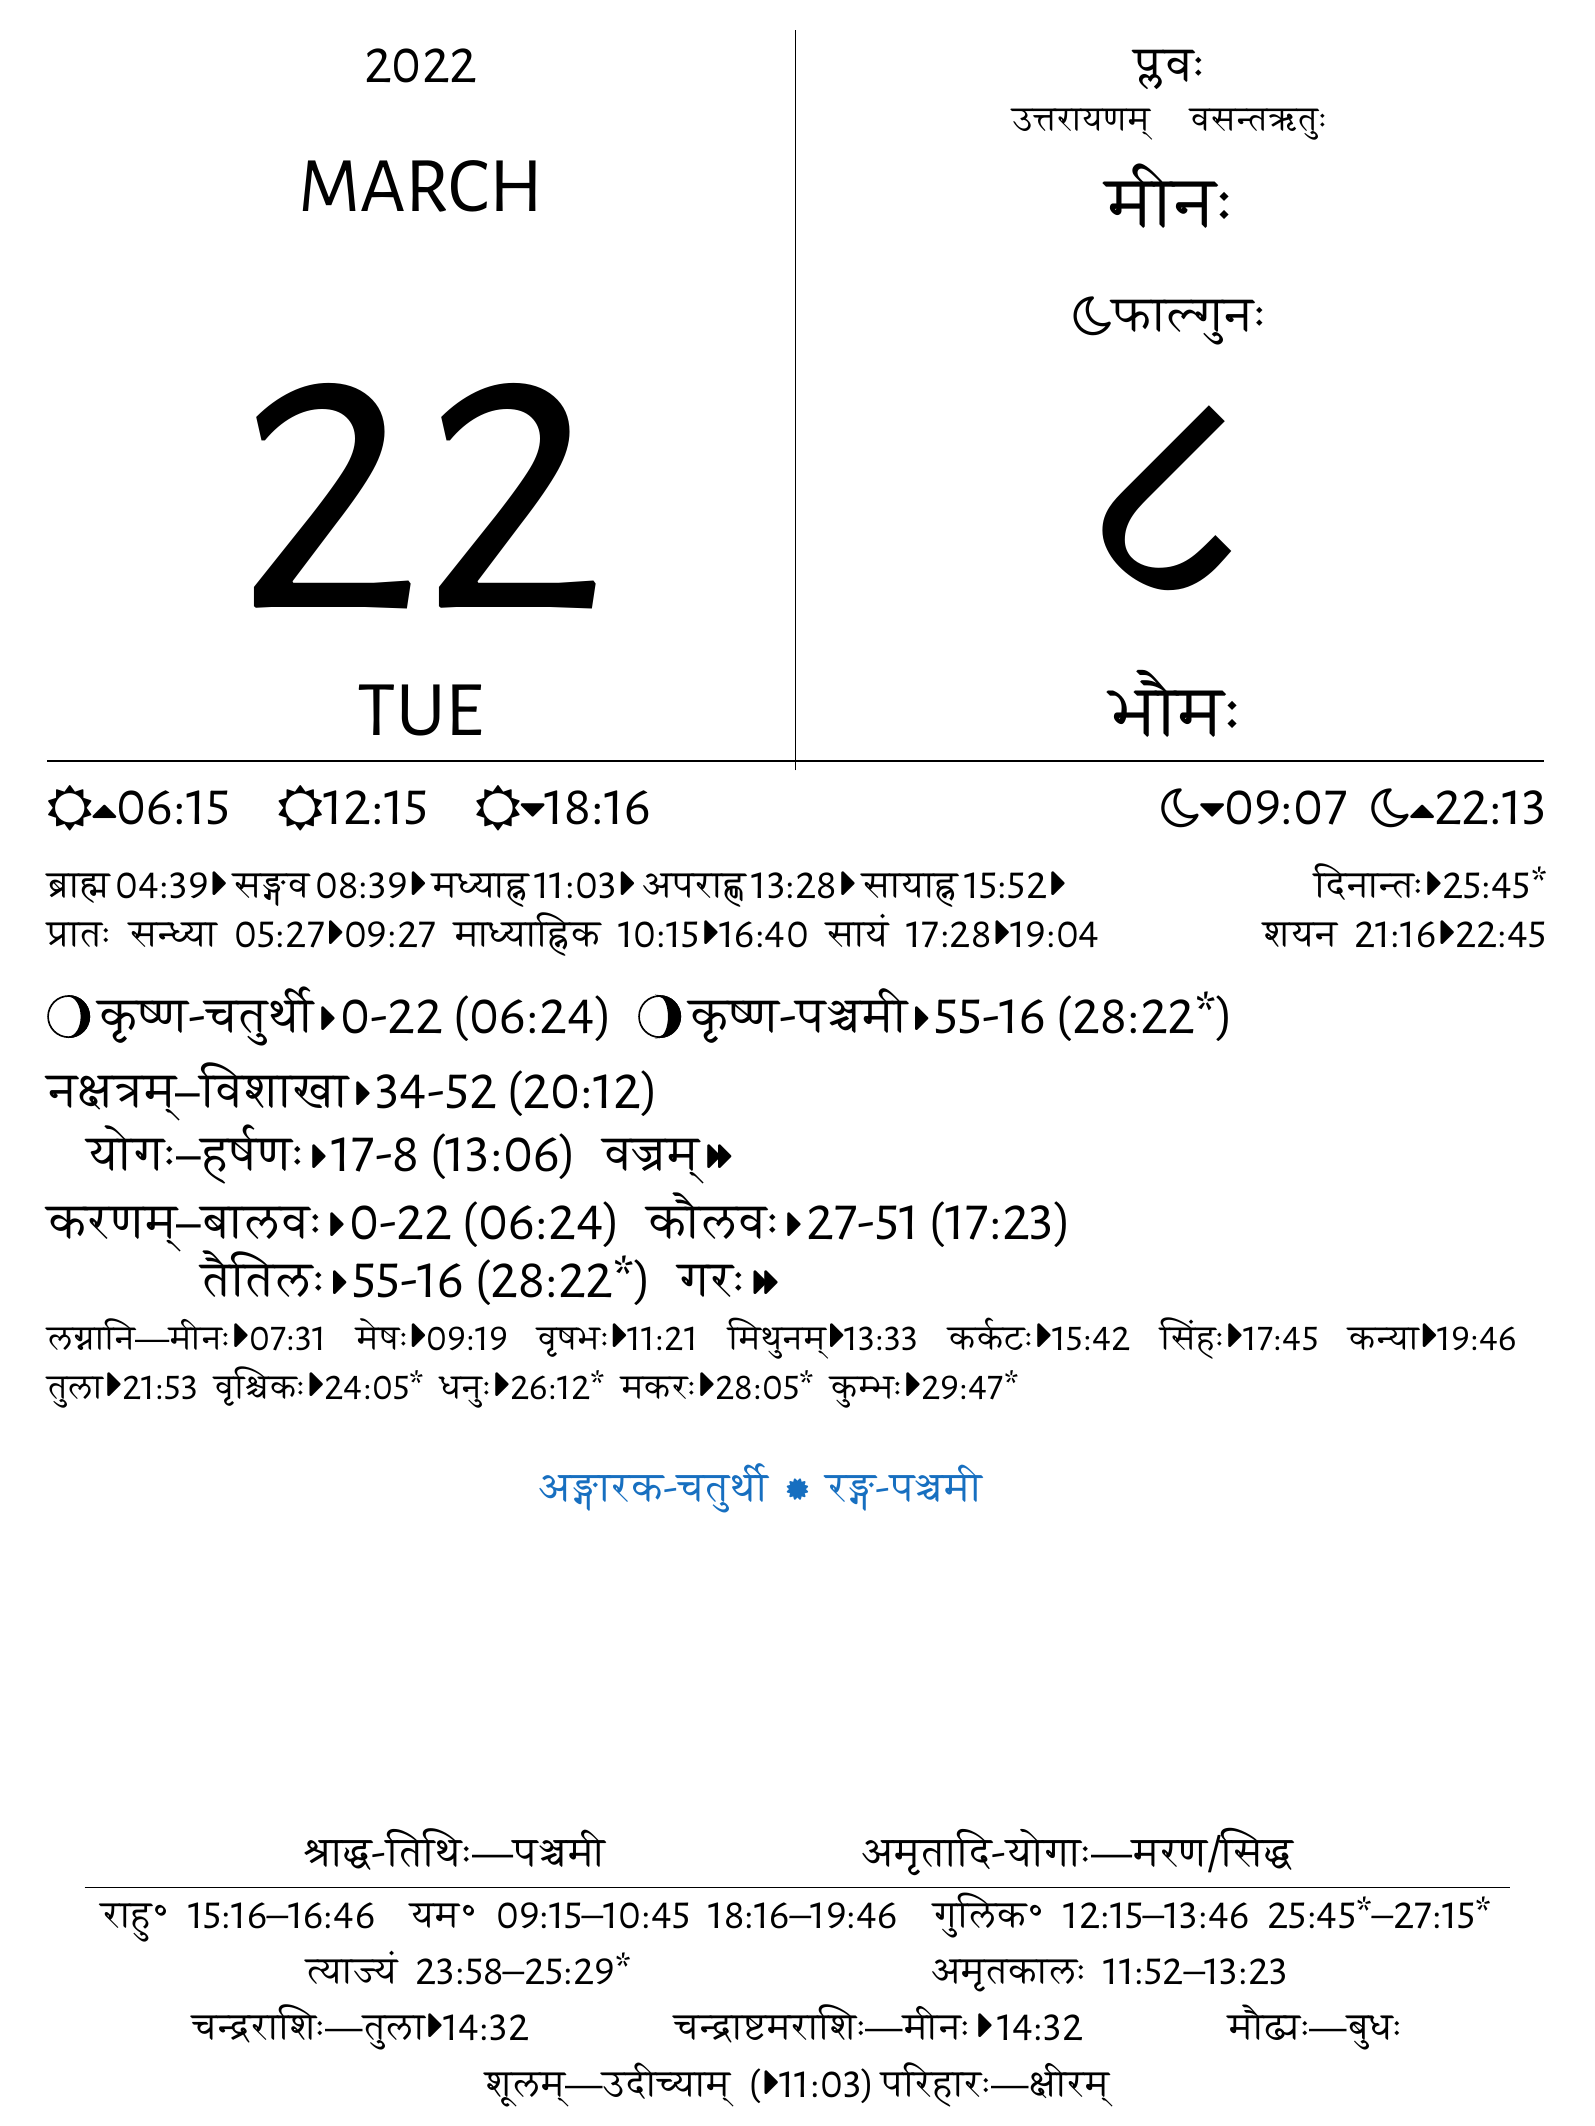 2022
MARCH
22
TUE
प्लवः
उत्तरायणम् वसन्तऋतुः
मीनः
फाल्गुनः
८
भौमः
06:15 12:15 18:16 09:07 22:13
ब्राह्म 04:39 सङ्गव 08:39 मध्याह्न 11:03 अपराह्ण 13:28 सायाह्न 15:52 दिनान्तः 25:45*
प्रातः सन्ध्या 05:27 09:27 माध्याह्निक 10:15 16:40 सायं 17:28 19:04 शयन 21:16 22:45
कृष्ण-चतुर्थी 0-22 (06:24) कृष्ण-पञ्चमी 55-16 (28:22*)
नक्षत्रम्–विशाखा 34-52 (20:12)
योगः–हर्षणः 17-8 (13:06) वज्रम्
करणम्–बालवः 0-22 (06:24) कौलवः 27-51 (17:23)
तैतिलः 55-16 (28:22*) गरः
लग्नानि—मीनः 07:31 मेषः 09:19 वृषभः 11:21 मिथुनम् 13:33 कर्कटः 15:42 सिंहः 17:45 कन्या 19:46
तुला 21:53 वृश्चिकः 24:05* धनुः 26:12* मकरः 28:05* कुम्भः 29:47*
अङ्गारक-चतुर्थी रङ्ग-पञ्चमी
श्राद्ध-तिथिः—पञ्चमी अमृतादि-योगाः—मरण/सिद्ध
राहु॰ 15:16–16:46 यम॰ 09:15–10:45 18:16–19:46 गुलिक॰ 12:15–13:46 25:45*–27:15*
त्याज्यं 23:58–25:29* अमृतकालः 11:52–13:23
चन्द्रराशिः—तुला 14:32 चन्द्राष्टमराशिः—मीनः 14:32 मौढ्यः—बुधः
शूलम्—उदीच्याम् (11:03) परिहारः—क्षीरम्